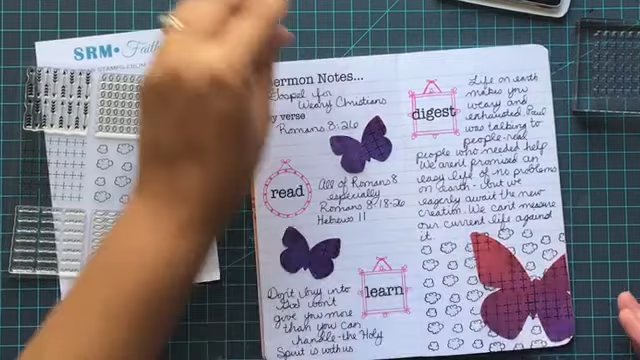 SRM• Faith
STAMPS FROM
ermon Notes...
Gospel for
Weary Christians
y verse
Romans 8:26
read
All of Romans 8
especially
Romans 8:18-26
Hebrews 11
Don't buy into
God won't
give you more
than you can
handle-the Holy
Spirit is with us
learn
digest
Life on earth
makes you
weary and
exhausted. Paul
was talking to
people-real
people who needed help
We aren't promised an
easy life of no problems
on earth-but we
eagerly await the new
creation. We can't measure
our current life against
it.